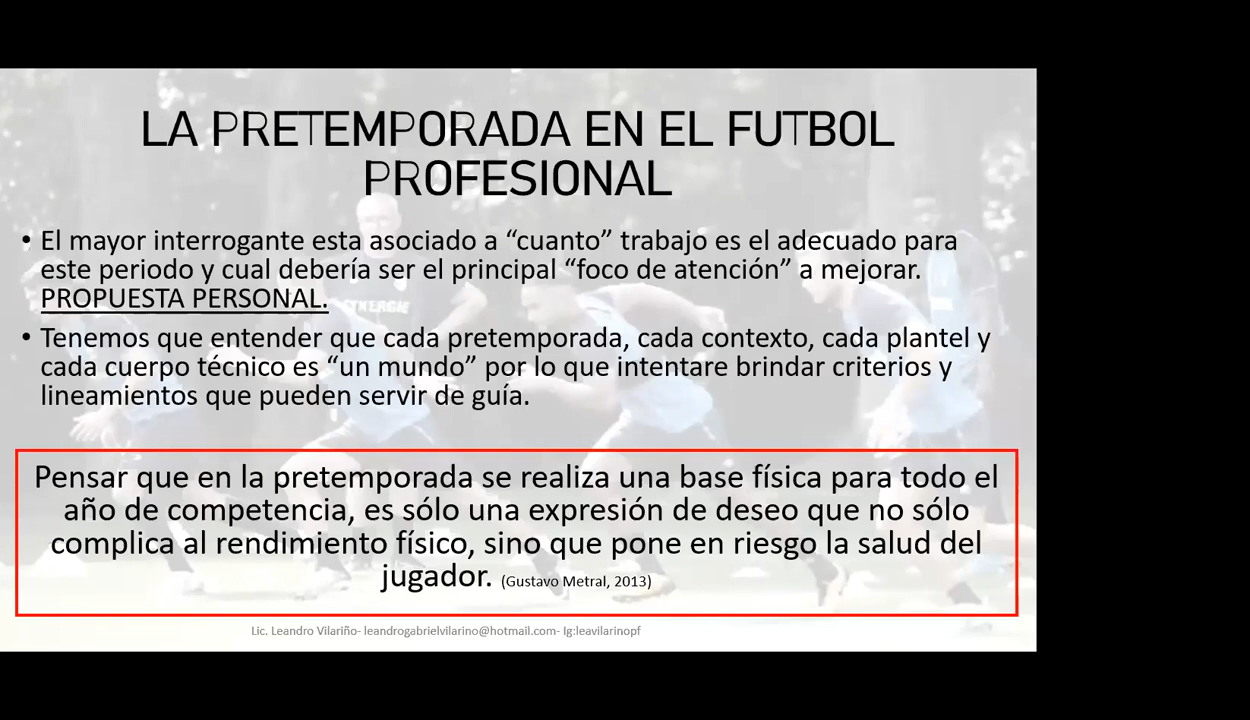 LA PRETEMPORADA EN EL FUTBOL
PROFESIONAL
• El mayor interrogante esta asociado a “cuanto” trabajo es el adecuado para
este periodo y cual debería ser el principal “foco de atención” a mejorar.
PROPUESTA PERSONAL.
• Tenemos que entender que cada pretemporada, cada contexto, cada plantel y
cada cuerpo técnico es “un mundo” por lo que intentare brindar criterios y
lineamientos que pueden servir de guía.
Pensar que en la pretemporada se realiza una base física para todo el
año de competencia, es sólo una expresión de deseo que no sólo
complica al rendimiento físico, sino que pone en riesgo la salud del
jugador. (Gustavo Metral, 2013)
Lic. Leandro Vilariño- leandrogabrielvilarino@hotmail.com- Ig:leavilarinopf